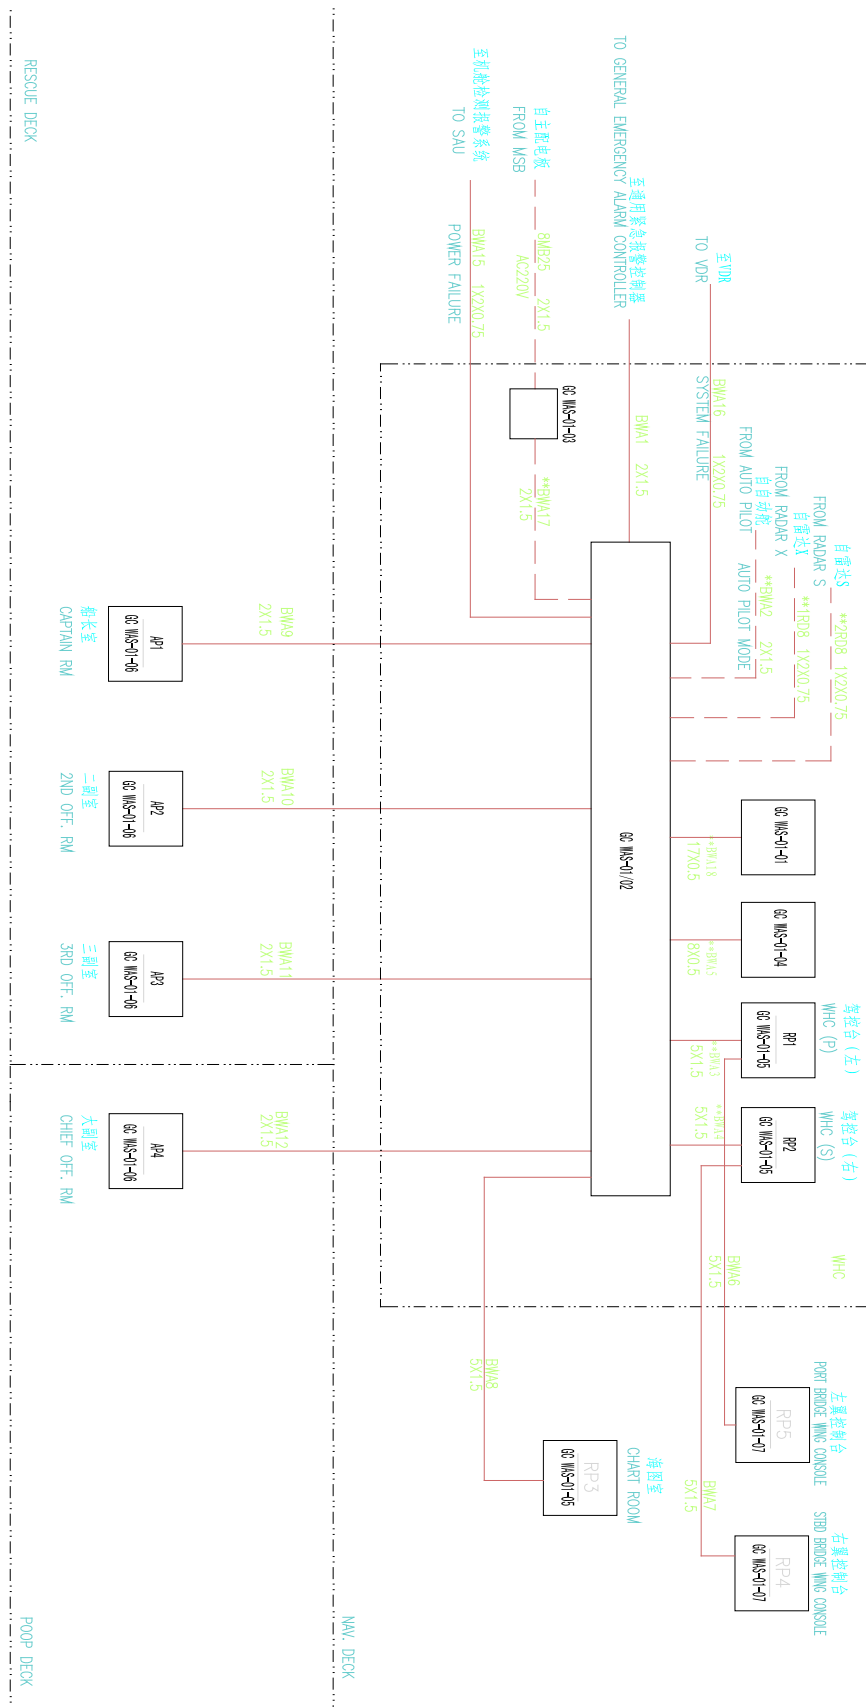 自雷达S
FROM RADAR S
**2RD8 1X2X0.75
自雷达X
FROM RADAR X
**1RD8 1X2X0.75
自自动舵
FROM AUTO PILOT
**BWA2 2X1.5
AUTO PILOT MODE
至VDR
TO VDR
BWA16 1X2X0.75
SYSTEM FAILURE
至通用紧急报警控制器
TO GENERAL EMERGENCY ALARM CONTROLLER
BWA1 2X1.5
自主配电板
FROM MSB
8MB25 2X1.5
AC220V
GC WAS-01-03
**BWA17
2X1.5
至机舱检测报警系统
TO SAU
BWA15 1X2X0.75
POWER FAILURE
GC WAS-01-01
**BWA18
17X0.5
GC WAS-01-04
**BWA5
8X0.5
驾控台(左)
WHC (P)
RP1
GC WAS-01-05
**BWA3
5X1.5
驾控台(右)
WHC (S)
RP2
GC WAS-01-05
**BWA4
5X1.5
WHC
BWA6
5X1.5
左翼控制台
PORT BRIDGE WING CONSOLE
RP5
GC WAS-01-07
BWA7
5X1.5
右翼控制台
STBD BRIDGE WING CONSOLE
RP4
GC WAS-01-07
GC WAS-01/02
BWA8
5X1.5
海图室
CHART ROOM
RP3
GC WAS-01-05
NAV. DECK
BWA9
2X1.5
AP1
GC WAS-01-06
船长室
CAPTAIN RM
BWA10
2X1.5
AP2
GC WAS-01-06
二副室
2ND OFF. RM
BWA11
2X1.5
AP3
GC WAS-01-06
三副室
3RD OFF. RM
BWA12
2X1.5
AP4
GC WAS-01-06
大副室
CHIEF OFF. RM
RESCUE DECK
POOP DECK